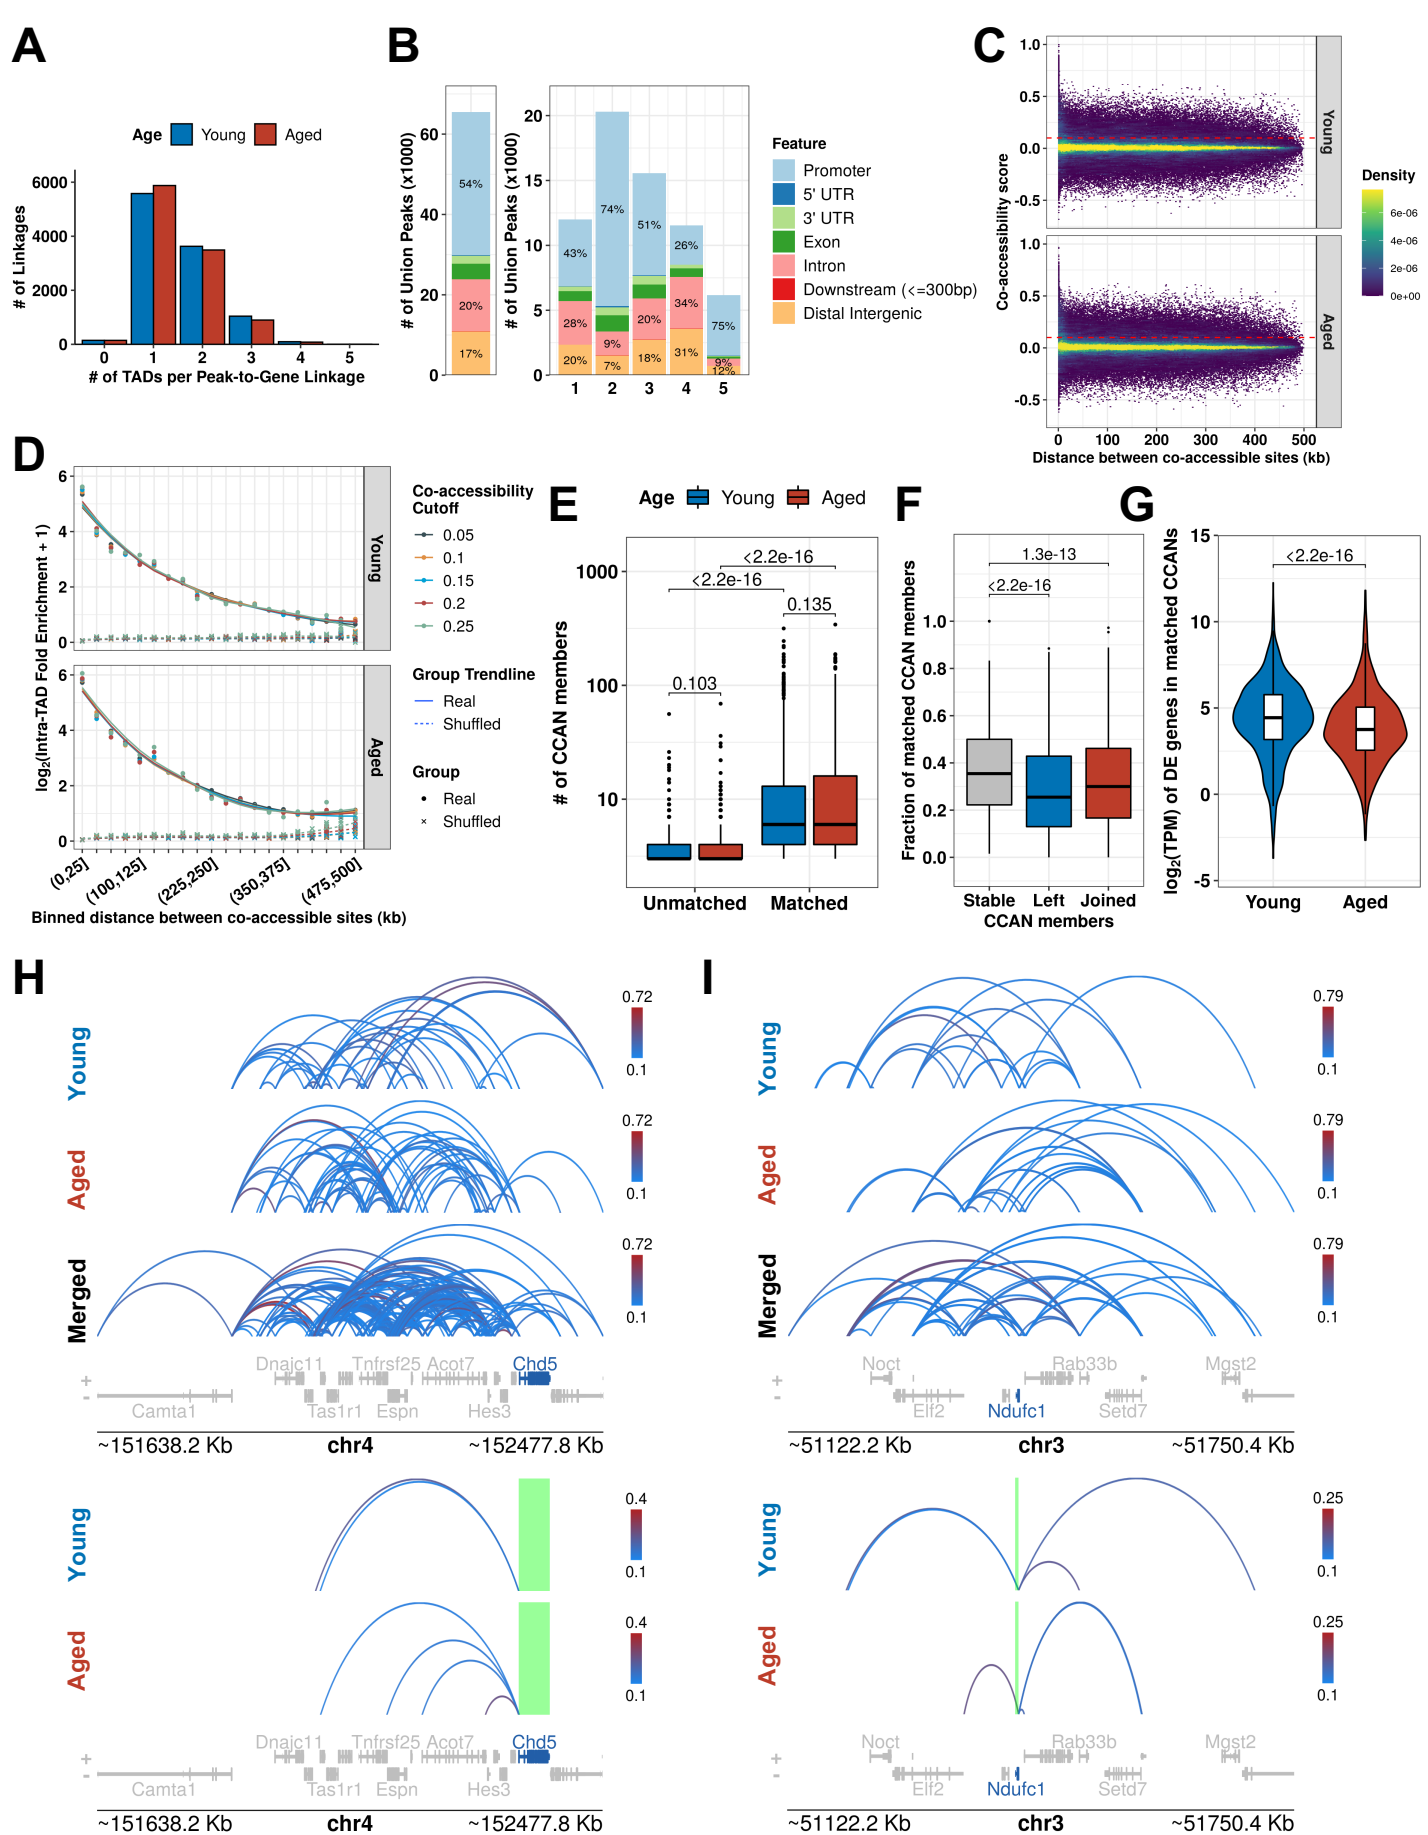 A
Age Young Aged
# of Linkages
6000
4000
2000
0
0 1 2 3 4 5
# of TADs per Peak-to-Gene Linkage
B
# of Union Peaks (x1000)
60
40
20
0
54%
20%
17%
# of Union Peaks (x1000)
20
15
10
5
0
43%
28%
20%
74%
9%
7%
51%
20%
18%
26%
34%
31%
75%
9%
12%
1 2 3 4 5
Feature
Promoter
5' UTR
3' UTR
Exon
Intron
Downstream (<=300bp)
Distal Intergenic
C
Co-accessibility score
1.0
0.5
0.0
-0.5
Young
1.0
0.5
0.0
-0.5
Aged
0 100 200 300 400 500
Distance between co-accessible sites (kb)
Density
6e-06
4e-06
2e-06
0e+00
D
log2(Intra-TAD Fold Enrichment + 1)
6
4
2
0
Young
6
4
2
0
Aged
(0,25] (100,125] (225,250] (350,375] (475,500]
Binned distance between co-accessible sites (kb)
Co-accessibility
Cutoff
0.05
0.1
0.15
0.2
0.25
Group Trendline
Real
Shuffled
Group
Real
Shuffled
E
Age Young Aged
# of CCAN members
1000
100
10
<2.2e-16
<2.2e-16
0.135
0.103
Unmatched Matched
F
Fraction of matched CCAN members
1.0
0.8
0.6
0.4
0.2
0.0
1.3e-13
<2.2e-16
Stable Left Joined
CCAN members
G
log2(TPM) of DE genes in matched CCANs
15
10
5
0
-5
<2.2e-16
Young Aged
H
Young
0.72
0.1
Aged
0.72
0.1
Merged
0.72
0.1
Dnajc11 Tnfrsf25 Acot7 Chd5
+
-
Camta1 Tas1r1 Espn Hes3
~151638.2 Kb chr4 ~152477.8 Kb
Young
0.4
0.1
Aged
0.4
0.1
Dnajc11 Tnfrsf25 Acot7 Chd5
+
-
Camta1 Tas1r1 Espn Hes3
~151638.2 Kb chr4 ~152477.8 Kb
I
Young
0.79
0.1
Aged
0.79
0.1
Merged
0.79
0.1
Noct Rab33b Mgst2
+
-
Elf2 Ndufc1 Setd7
~51122.2 Kb chr3 ~51750.4 Kb
Young
0.25
0.1
Aged
0.25
0.1
Noct Rab33b Mgst2
+
-
Elf2 Ndufc1 Setd7
~51122.2 Kb chr3 ~51750.4 Kb